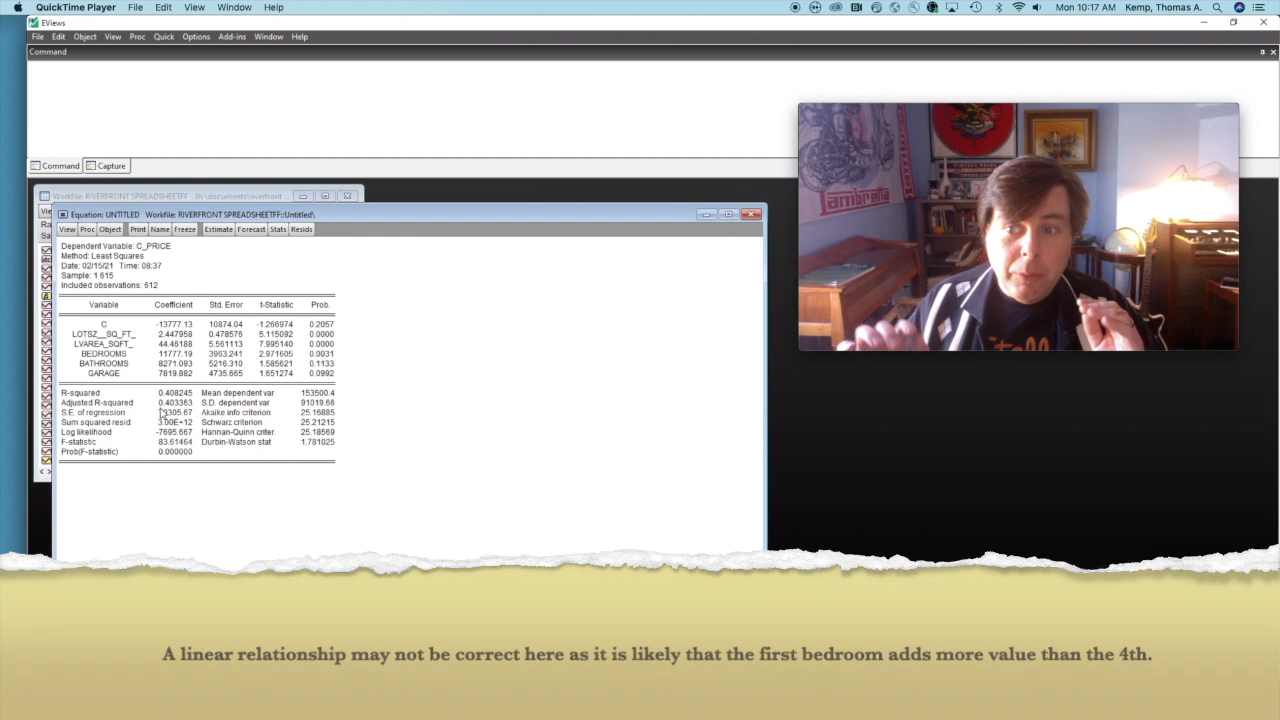 QuickTime Player File Edit View Window Help Mon 10:17 AM Kemp, Thomas A.
EViews
File Edit Object View Proc Quick Options Add-ins Window Help
Command
Command Capture
Workfile: RIVERFRONT SPREADSHEETFF
Equation: UNTITLED Workfile: RIVERFRONT SPREADSHEETFF::Untitled\
View Proc Object Print Name Freeze Estimate Forecast Stats Resids
Dependent Variable: C_PRICE
Method: Least Squares
Date: 02/15/21 Time: 08:37
Sample: 1 615
Included observations: 612
Variable Coefficient Std. Error t-Statistic Prob.
C -13777.13 10874.04 -1.266974 0.2057
LOTSZ__SQ_FT_ 2.447958 0.478576 5.115092 0.0000
LVAREA_SQFT_ 44.46188 5.561113 7.995140 0.0000
BEDROOMS 11777.19 3963.241 2.971605 0.0031
BATHROOMS 8271.093 5216.310 1.585621 0.1133
GARAGE 7819.882 4735.665 1.651274 0.0992
R-squared 0.408245 Mean dependent var 153500.4
Adjusted R-squared 0.403363 S.D. dependent var 91019.66
S.E. of regression Akaike info criterion 25.16885
Sum squared resid 3.00E+12 Schwarz criterion 25.21215
Log likelihood -7695.667 Hannan-Quinn criter. 25.18569
F-statistic 83.61464 Durbin-Watson stat 1.781025
Prob(F-statistic) 0.000000
Lambretta
A linear relationship may not be correct here as it is likely that the first bedroom adds more value than the 4th.